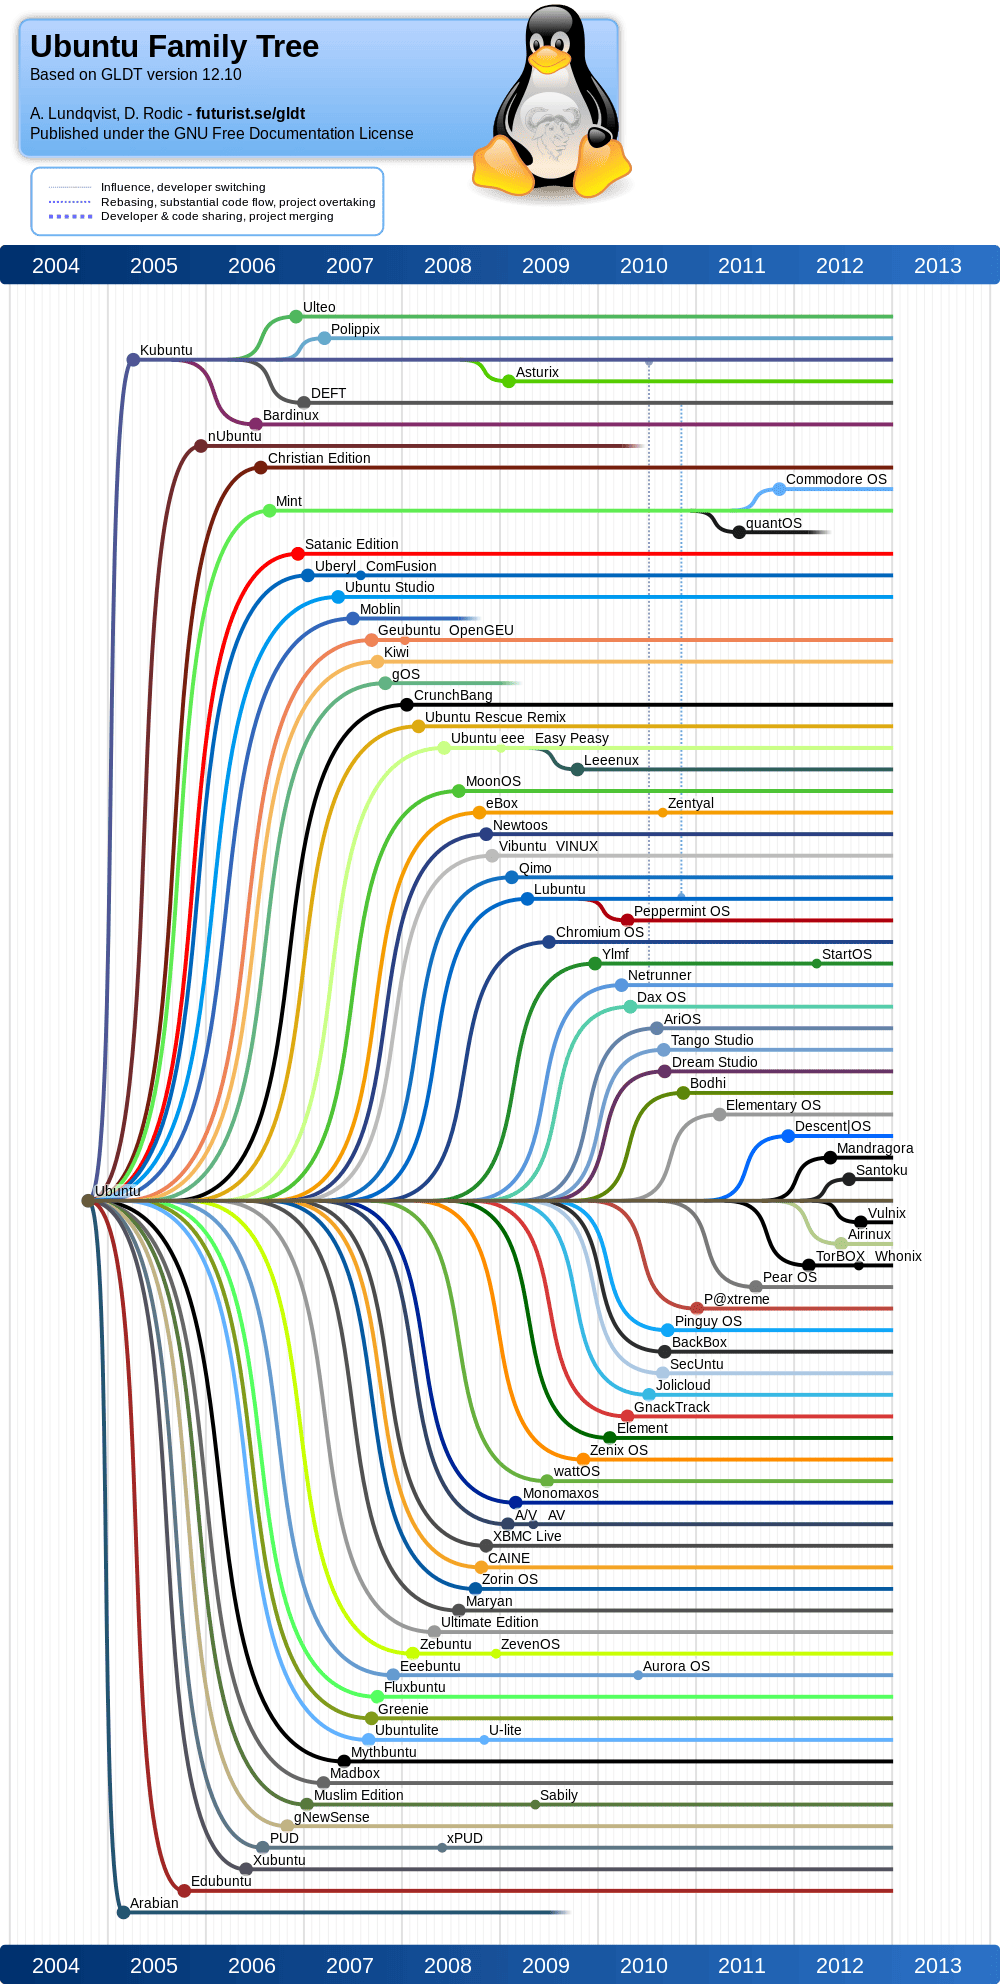 Ubuntu Family Tree
Based on GLDT version 12.10
A. Lundqvist, D. Rodic - futurist.se/gldt
Published under the GNU Free Documentation License
Influence, developer switching
Rebasing, substantial code flow, project overtaking
Developer & code sharing, project merging
2004 2005 2006 2007 2008 2009 2010 2011 2012 2013
Ulteo
Polippix
Kubuntu
Asturix
DEFT
Bardinux
nUbuntu
Christian Edition
Commodore OS
Mint
quantOS
Satanic Edition
Uberyl ComFusion
Ubuntu Studio
Moblin
Geubuntu OpenGEU
Kiwi
gOS
CrunchBang
Ubuntu Rescue Remix
Ubuntu eee Easy Peasy
Leeenux
MoonOS
eBox Zentyal
Newtoos
Vibuntu VINUX
Qimo
Lubuntu
Peppermint OS
Chromium OS
Ylmf StartOS
Netrunner
Dax OS
AriOS
Tango Studio
Dream Studio
Bodhi
Elementary OS
Descent|OS
Mandragora
Santoku
Ubuntu
Vulnix
Airinux
TorBOX Whonix
Pear OS
P@xtreme
Pinguy OS
BackBox
SecUntu
Jolicloud
GnackTrack
Element
Zenix OS
wattOS
Monomaxos
A/V AV
XBMC Live
CAINE
Zorin OS
Maryan
Ultimate Edition
Zebuntu ZevenOS
Eeebuntu Aurora OS
Fluxbuntu
Greenie
Ubuntulite U-lite
Mythbuntu
Madbox
Muslim Edition Sabily
gNewSense
PUD xPUD
Xubuntu
Edubuntu
Arabian
2004 2005 2006 2007 2008 2009 2010 2011 2012 2013